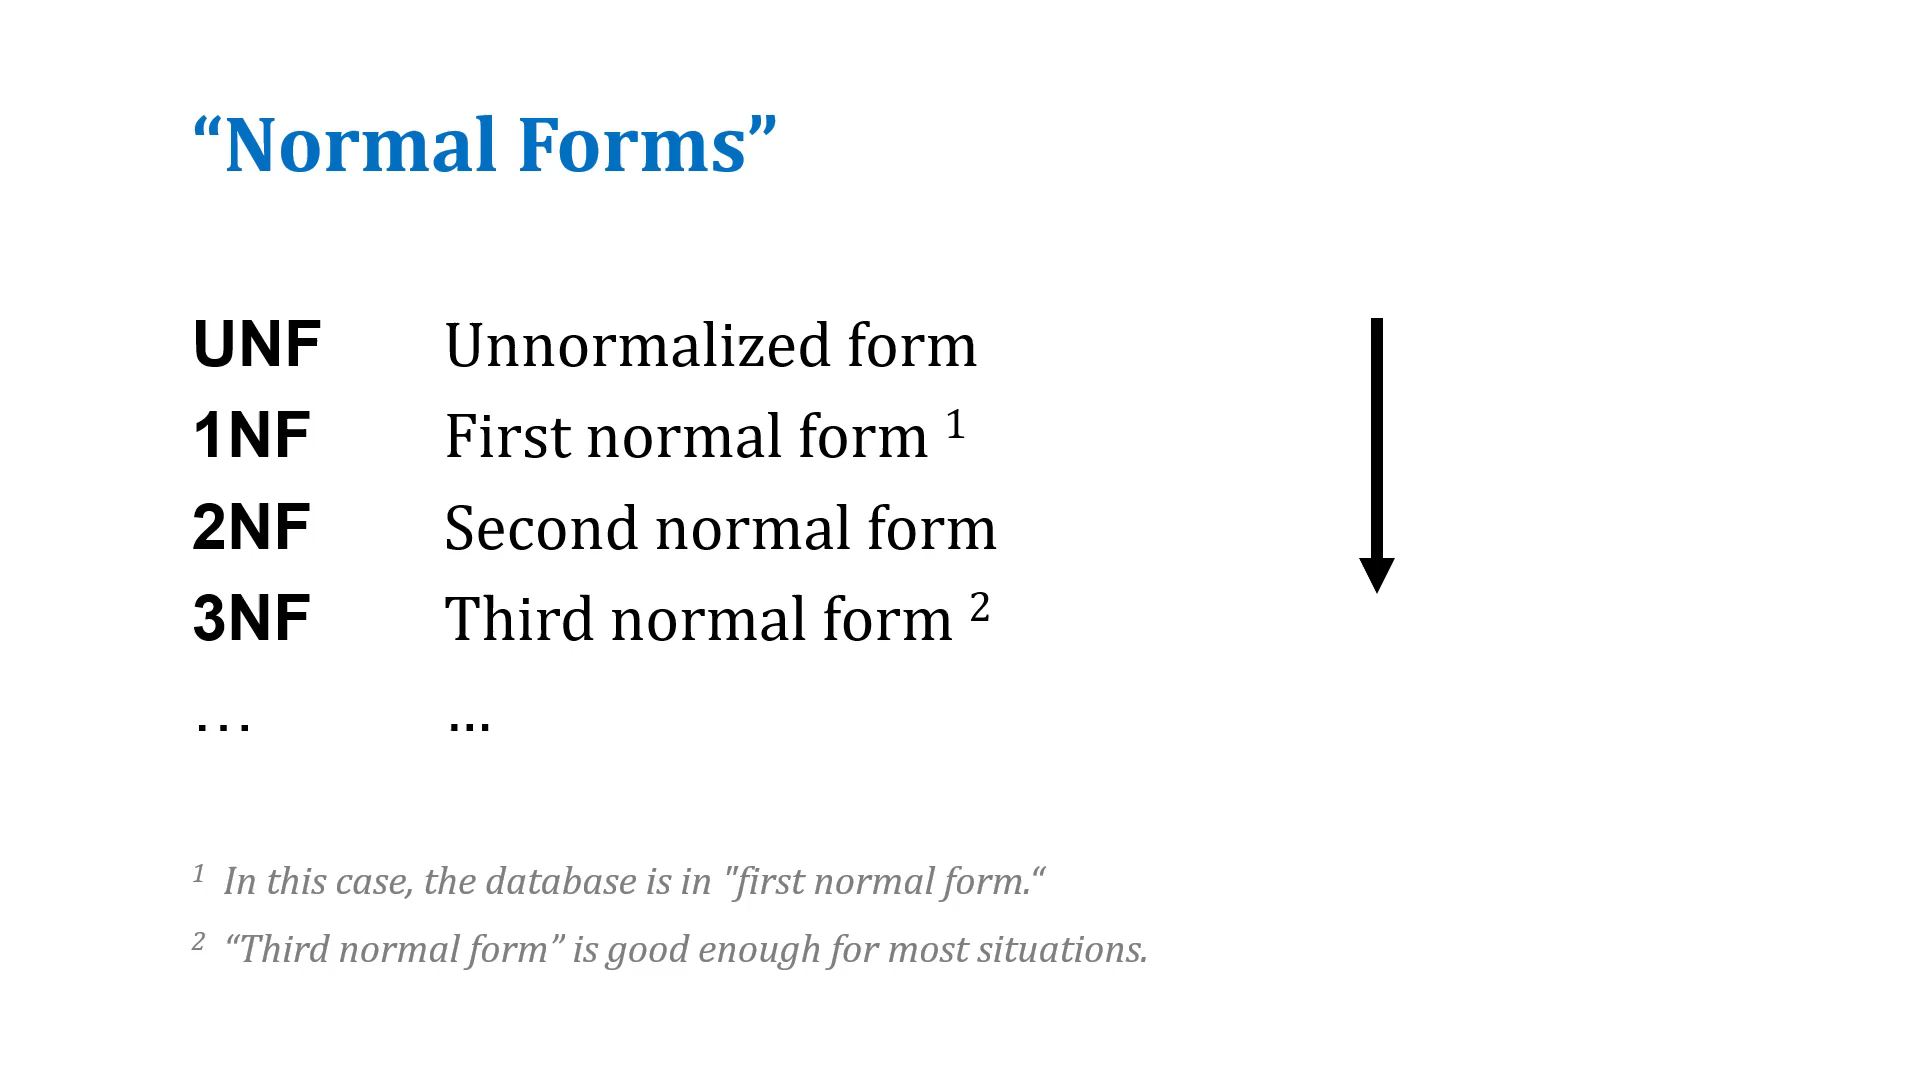 “Normal Forms”
UNF Unnormalized form
1NF First normal form 1
2NF Second normal form
3NF Third normal form 2
… …
1 In this case, the database is in "first normal form.“
2 “Third normal form” is good enough for most situations.